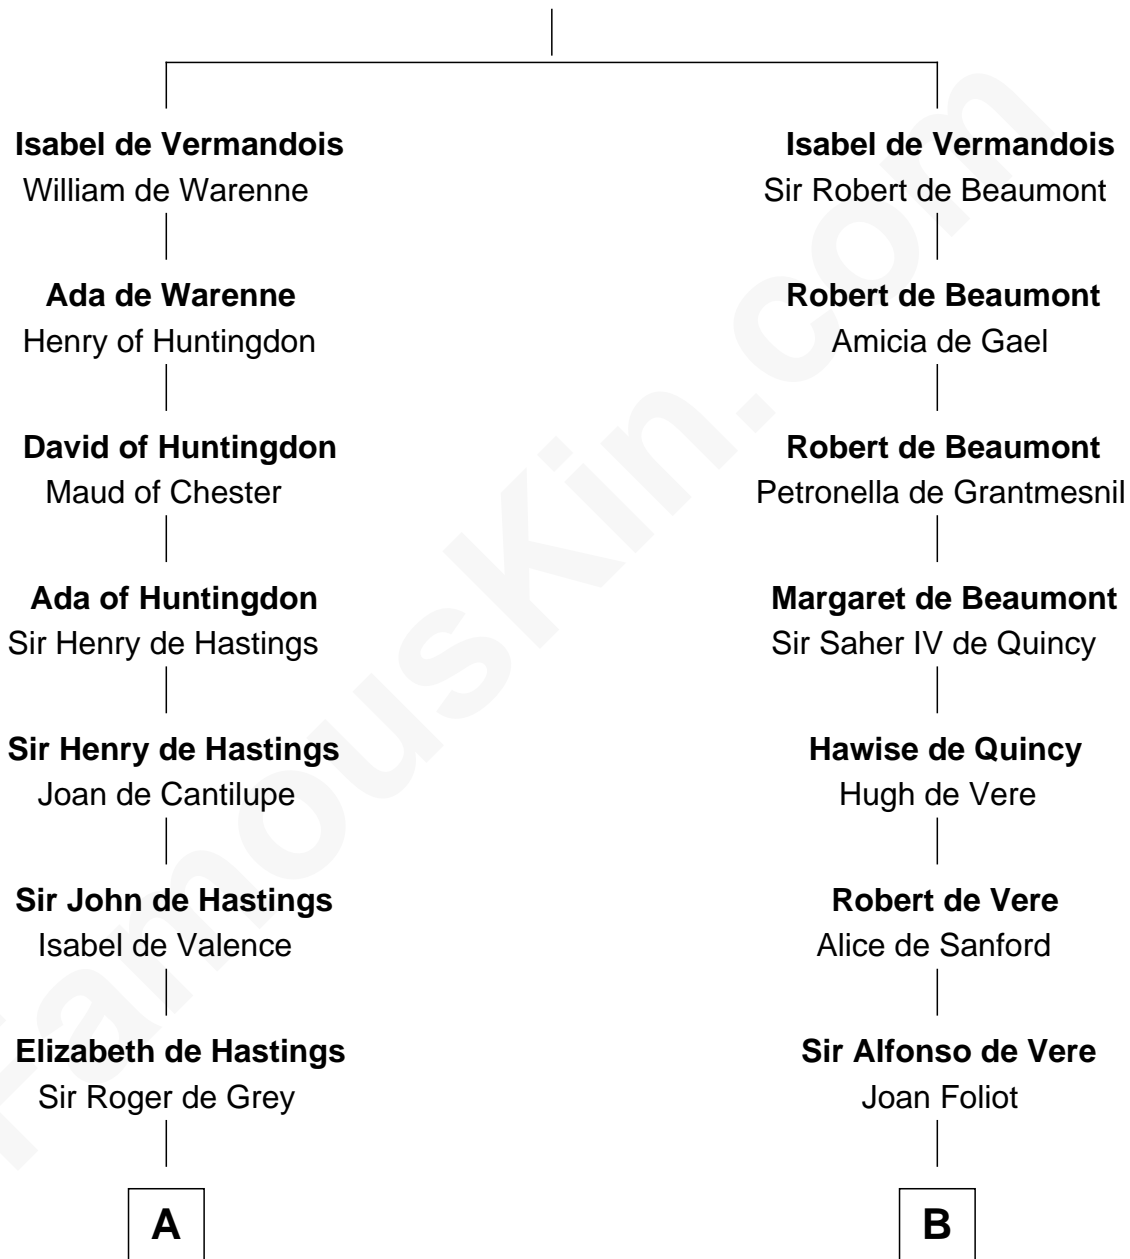 Isabel de Vermandois
William de Warenne
Ada de Warenne
Henry of Huntingdon
David of Huntingdon
Maud of Chester
Ada of Huntingdon
Sir Henry de Hastings
Sir Henry de Hastings
Joan de Cantilupe
Sir John de Hastings
Isabel de Valence
Elizabeth de Hastings
Sir Roger de Grey
A
Isabel de Vermandois
Sir Robert de Beaumont
Robert de Beaumont
Amicia de Gael
Robert de Beaumont
Petronella de Grantmesnil
Margaret de Beaumont
Sir Saher IV de Quincy
Hawise de Quincy
Hugh de Vere
Robert de Vere
Alice de Sanford
Sir Alfonso de Vere
Joan Foliot
B
FamousKin.com